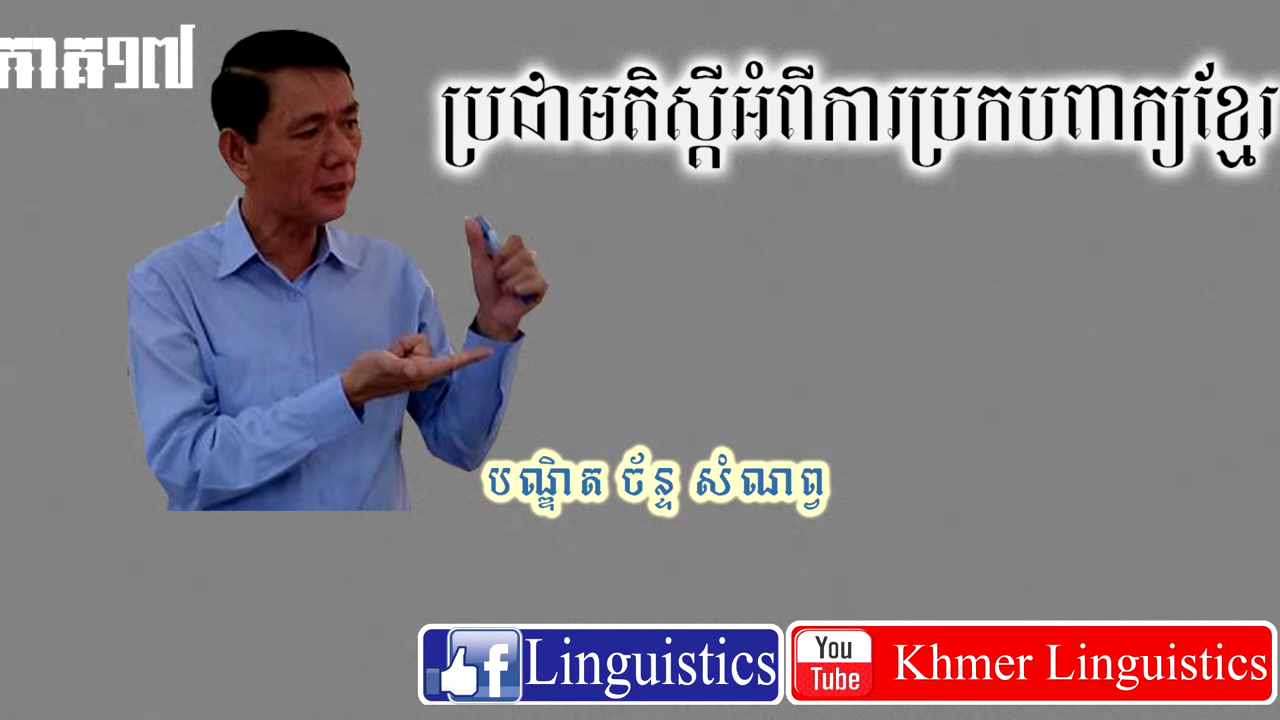 ភាគ១៧
ប្រជាមតិស្ដីអំពីការប្រកបពាក្យខ្មែរ
បណ្ឌិត ច័ន្ទ សំណព្វ
f Linguistics
You Tube Khmer Linguistics